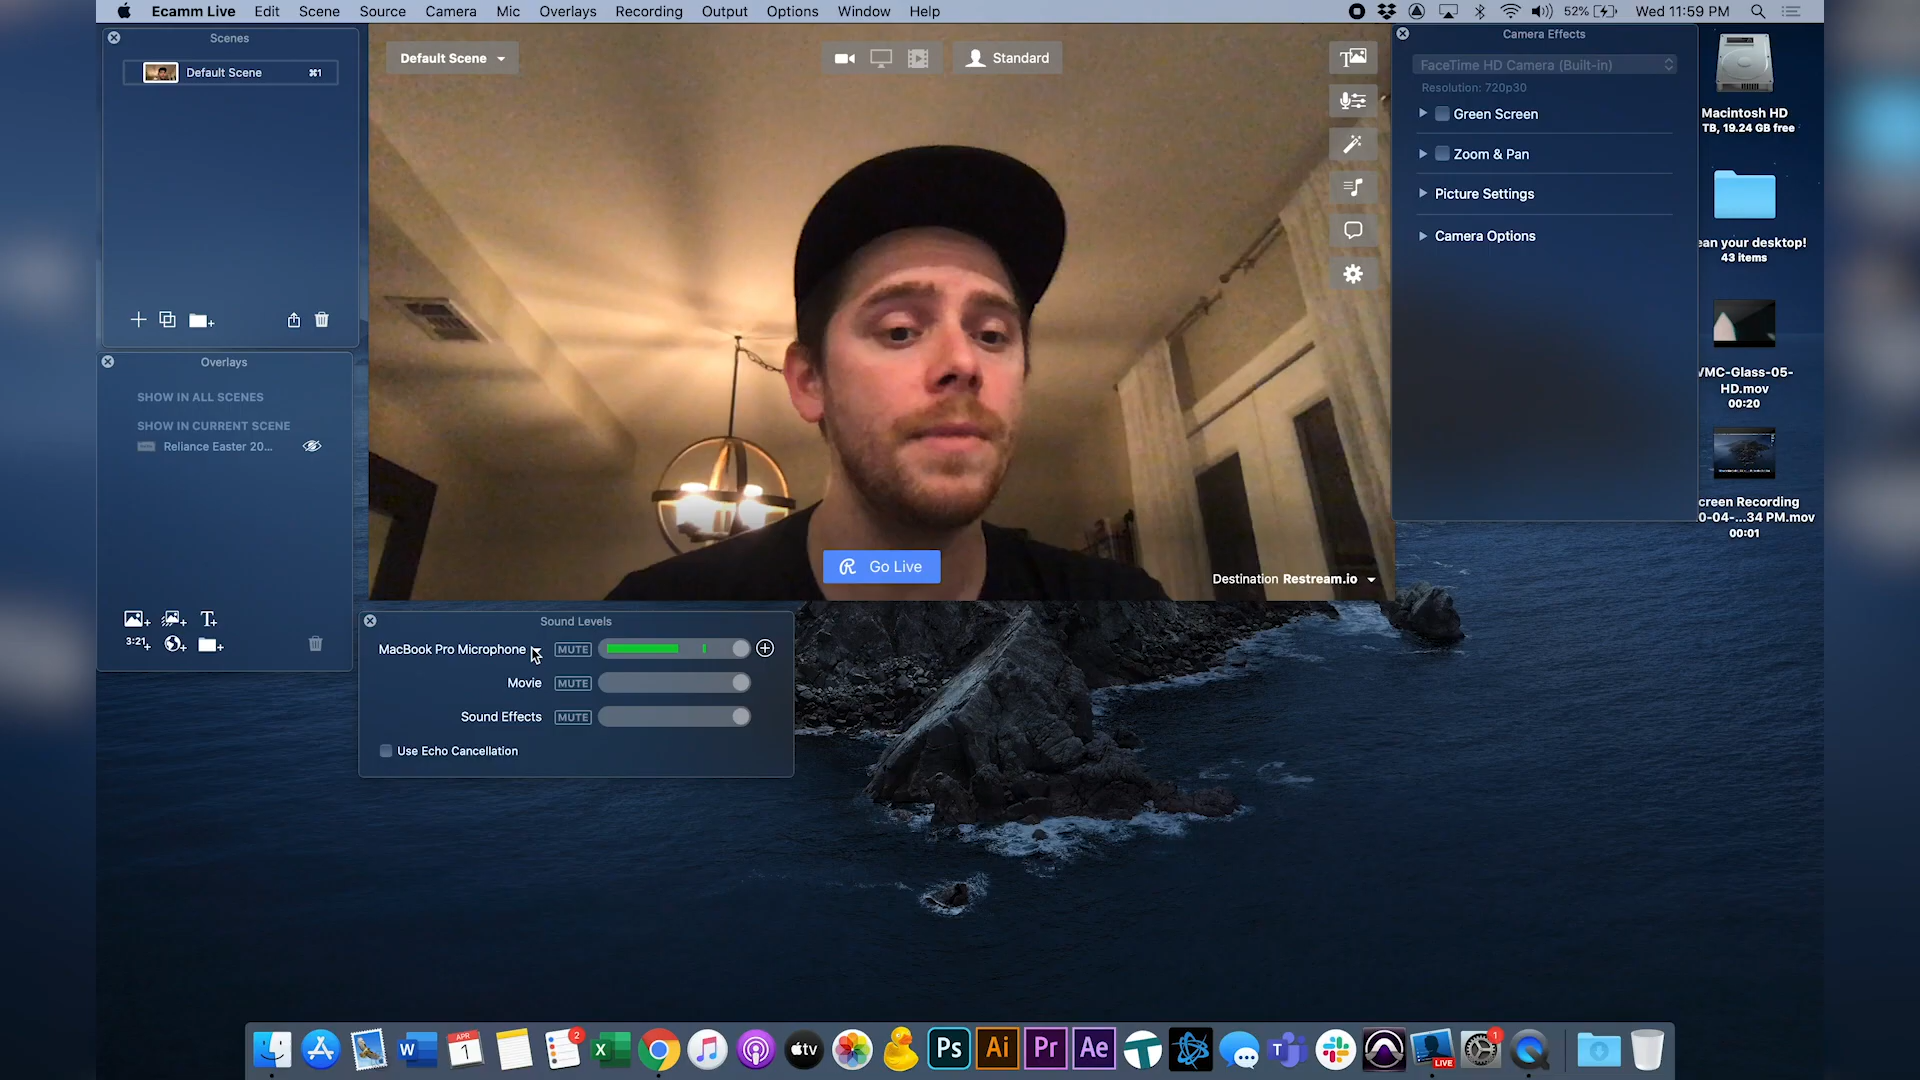 Ecamm Live Edit Scene Source Camera Mic Overlays Recording Output Options Window Help
52% Wed 11:59 PM
Scenes
Default Scene ⌘1
Overlays
SHOW IN ALL SCENES
SHOW IN CURRENT SCENE
Reliance Easter 20...
T+
3:21+
Default Scene
Standard
Go Live
Destination Restream.io
Sound Levels
MacBook Pro Microphone MUTE
Movie MUTE
Sound Effects MUTE
Use Echo Cancellation
Camera Effects
FaceTime HD Camera (Built-in)
Resolution: 720p30
Green Screen
Zoom & Pan
Picture Settings
Camera Options
Macintosh HD
TB, 19.24 GB free
ean your desktop!
43 items
VMC-Glass-05-
HD.mov
00:20
creen Recording
0-04-...34 PM.mov
00:01
W APR 1 2 X tv Ps Ai Pr Ae T T LIVE 1